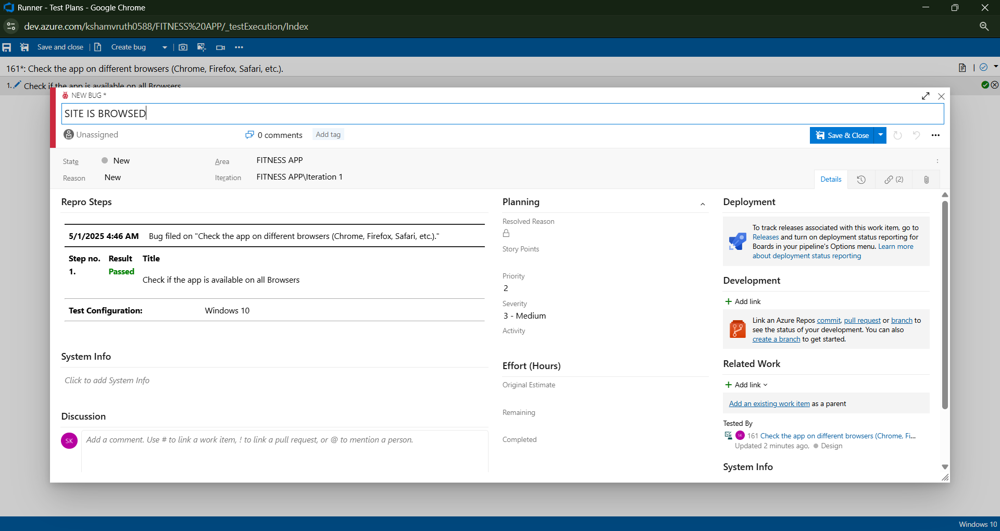 Runner - Test Plans - Google Chrome
dev.azure.com/kshamvruth0588/FITNESS%20APP/_testExecution/Index
Save and close
Create bug
161*: Check the app on different browsers (Chrome, Firefox, Safari, etc.).
1. Check if the app is available on all Browsers
NEW BUG *
SITE IS BROWSED
Unassigned
0 comments
Add tag
Save & Close
State
New
Area
FITNESS APP
Reason
New
Iteration
FITNESS APP\Iteration 1
Details
(2)
Repro Steps
5/1/2025 4:46 AM Bug filed on "Check the app on different browsers (Chrome, Firefox, Safari, etc.)."
Step no. Result Title
1. Passed
Check if the app is available on all Browsers
Test Configuration: Windows 10
System Info
Click to add System Info
Discussion
SK
Add a comment. Use # to link a work item, ! to link a pull request, or @ to mention a person.
Planning
Resolved Reason
Story Points
Priority
2
Severity
3 - Medium
Activity
Effort (Hours)
Original Estimate
Remaining
Completed
Deployment
To track releases associated with this work item, go to
Releases and turn on deployment status reporting for
Boards in your pipeline's Options menu. Learn more
about deployment status reporting
Development
Add link
Link an Azure Repos commit, pull request or branch to
see the status of your development. You can also
create a branch to get started.
Related Work
Add link
Add an existing work item as a parent
Tested By
SK 161 Check the app on different browsers (Chrome, Fi...
Updated 2 minutes ago, Design
System Info
Windows 10